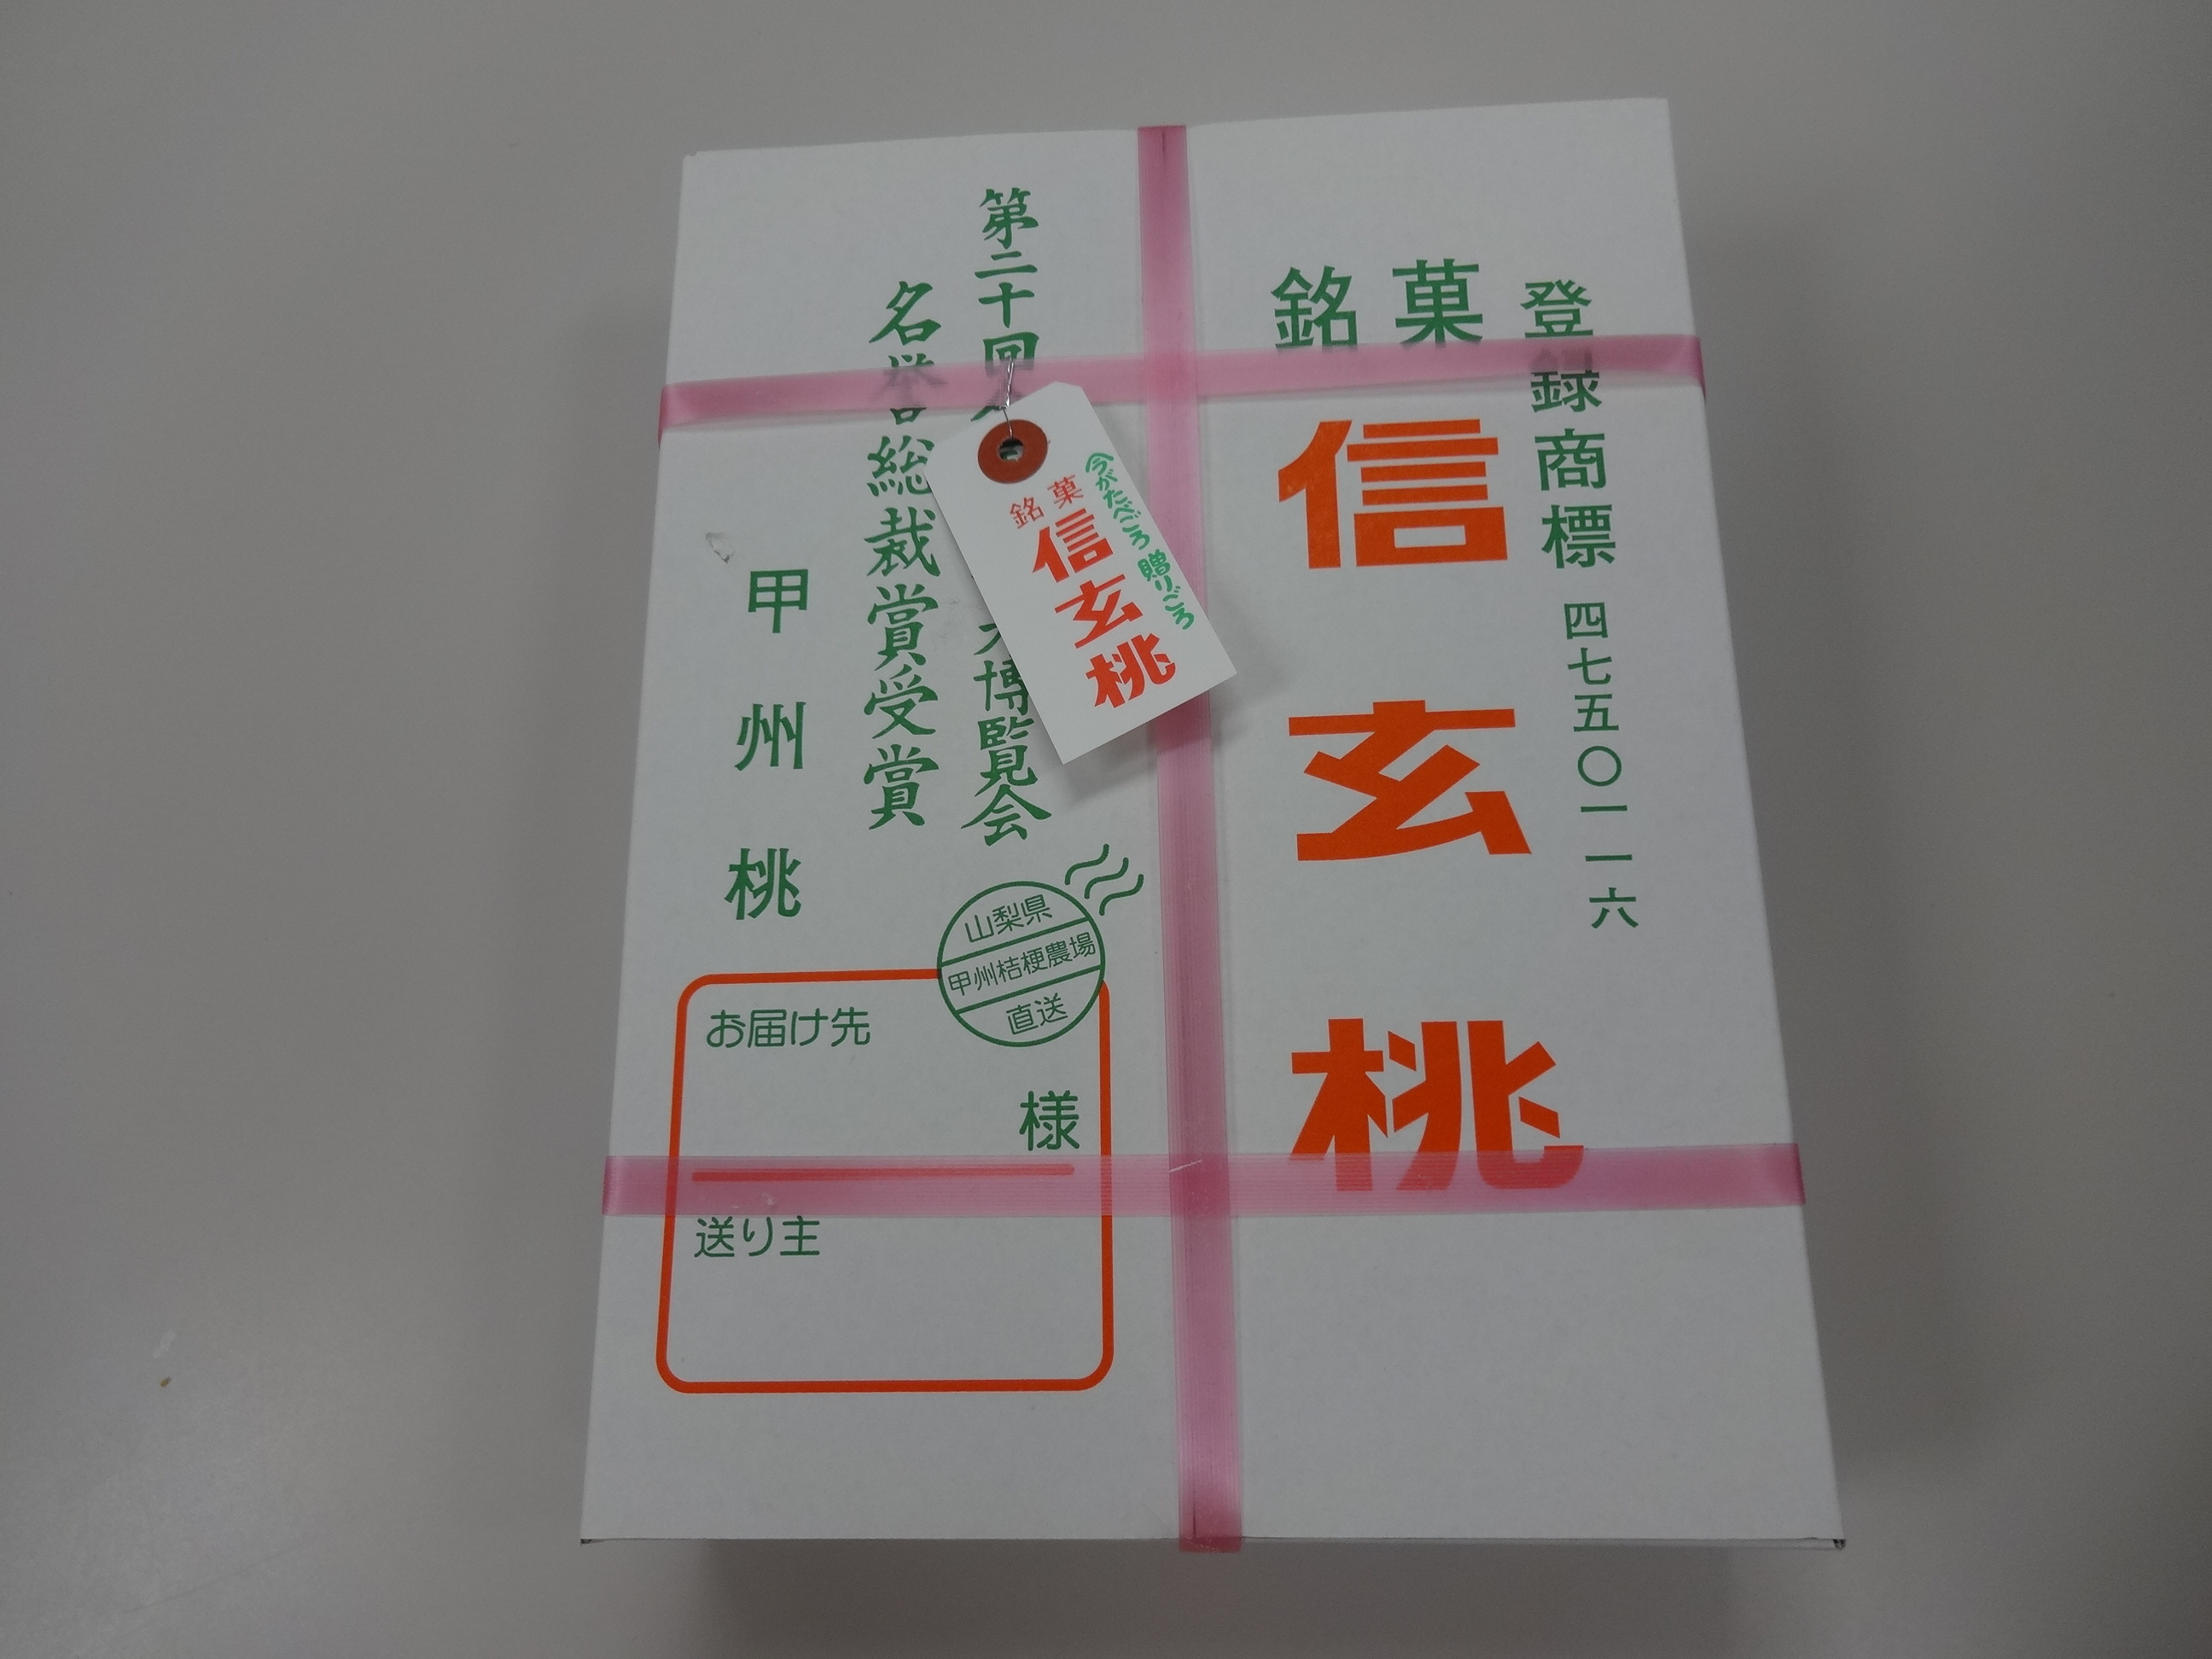 登録商標 四七五〇一一六
銘菓
信玄桃
今がたべごろ 贈りごろ
銘菓
信玄桃
第二十回
大博覧会
名誉総裁賞受賞
甲州桃
山梨県
甲州桔梗農場
直送
お届け先
様
送り主